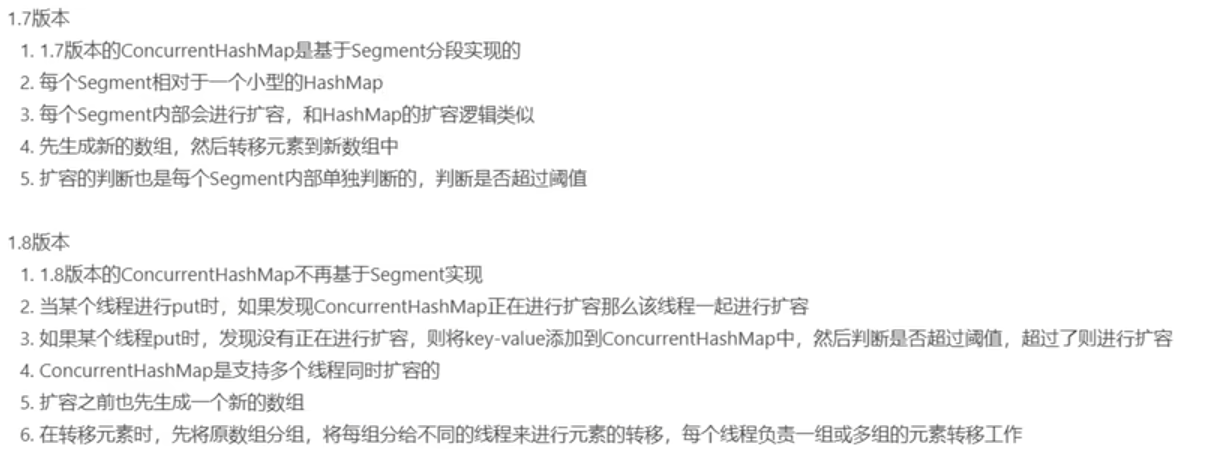 1.7版本
1. 1.7版本的ConcurrentHashMap是基于Segment分段实现的
2. 每个Segment相对于一个小型的HashMap
3. 每个Segment内部会进行扩容，和HashMap的扩容逻辑类似
4. 先生成新的数组，然后转移元素到新数组中
5. 扩容的判断也是每个Segment内部单独判断的，判断是否超过阈值
1.8版本
1. 1.8版本的ConcurrentHashMap不再基于Segment实现
2. 当某个线程进行put时，如果发现ConcurrentHashMap正在进行扩容那么该线程一起进行扩容
3. 如果某个线程put时，发现没有正在进行扩容，则将key-value添加到ConcurrentHashMap中，然后判断是否超过阈值，超过了则进行扩容
4. ConcurrentHashMap是支持多个线程同时扩容的
5. 扩容之前也先生成一个新的数组
6. 在转移元素时，先将原数组分组，将每组分给不同的线程来进行元素的转移，每个线程负责一组或多组的元素转移工作